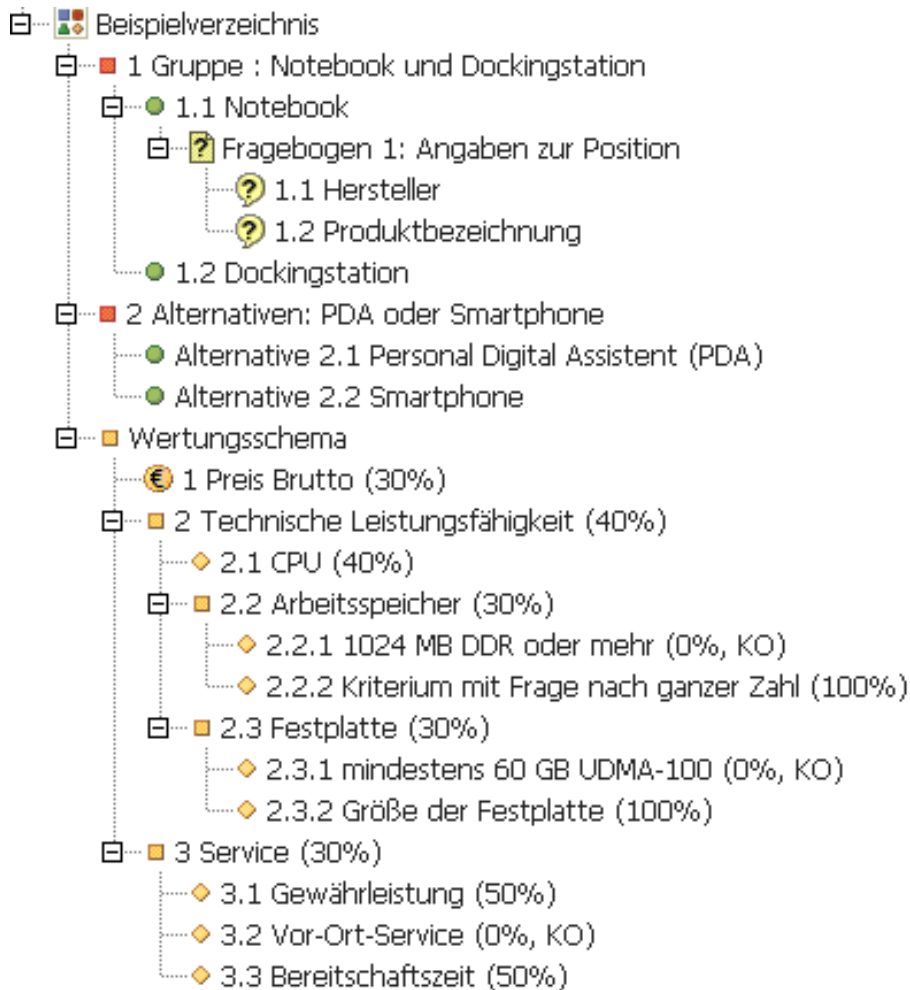 Beispielverzeichnis
1 Gruppe : Notebook und Dockingstation
1.1 Notebook
Fragebogen 1: Angaben zur Position
1.1 Hersteller
1.2 Produktbezeichnung
1.2 Dockingstation
2 Alternativen: PDA oder Smartphone
Alternative 2.1 Personal Digital Assistent (PDA)
Alternative 2.2 Smartphone
Wertungsschema
1 Preis Brutto (30%)
2 Technische Leistungsfähigkeit (40%)
2.1 CPU (40%)
2.2 Arbeitsspeicher (30%)
2.2.1 1024 MB DDR oder mehr (0%, KO)
2.2.2 Kriterium mit Frage nach ganzer Zahl (100%)
2.3 Festplatte (30%)
2.3.1 mindestens 60 GB UDMA-100 (0%, KO)
2.3.2 Größe der Festplatte (100%)
3 Service (30%)
3.1 Gewährleistung (50%)
3.2 Vor-Ort-Service (0%, KO)
3.3 Bereitschaftszeit (50%)